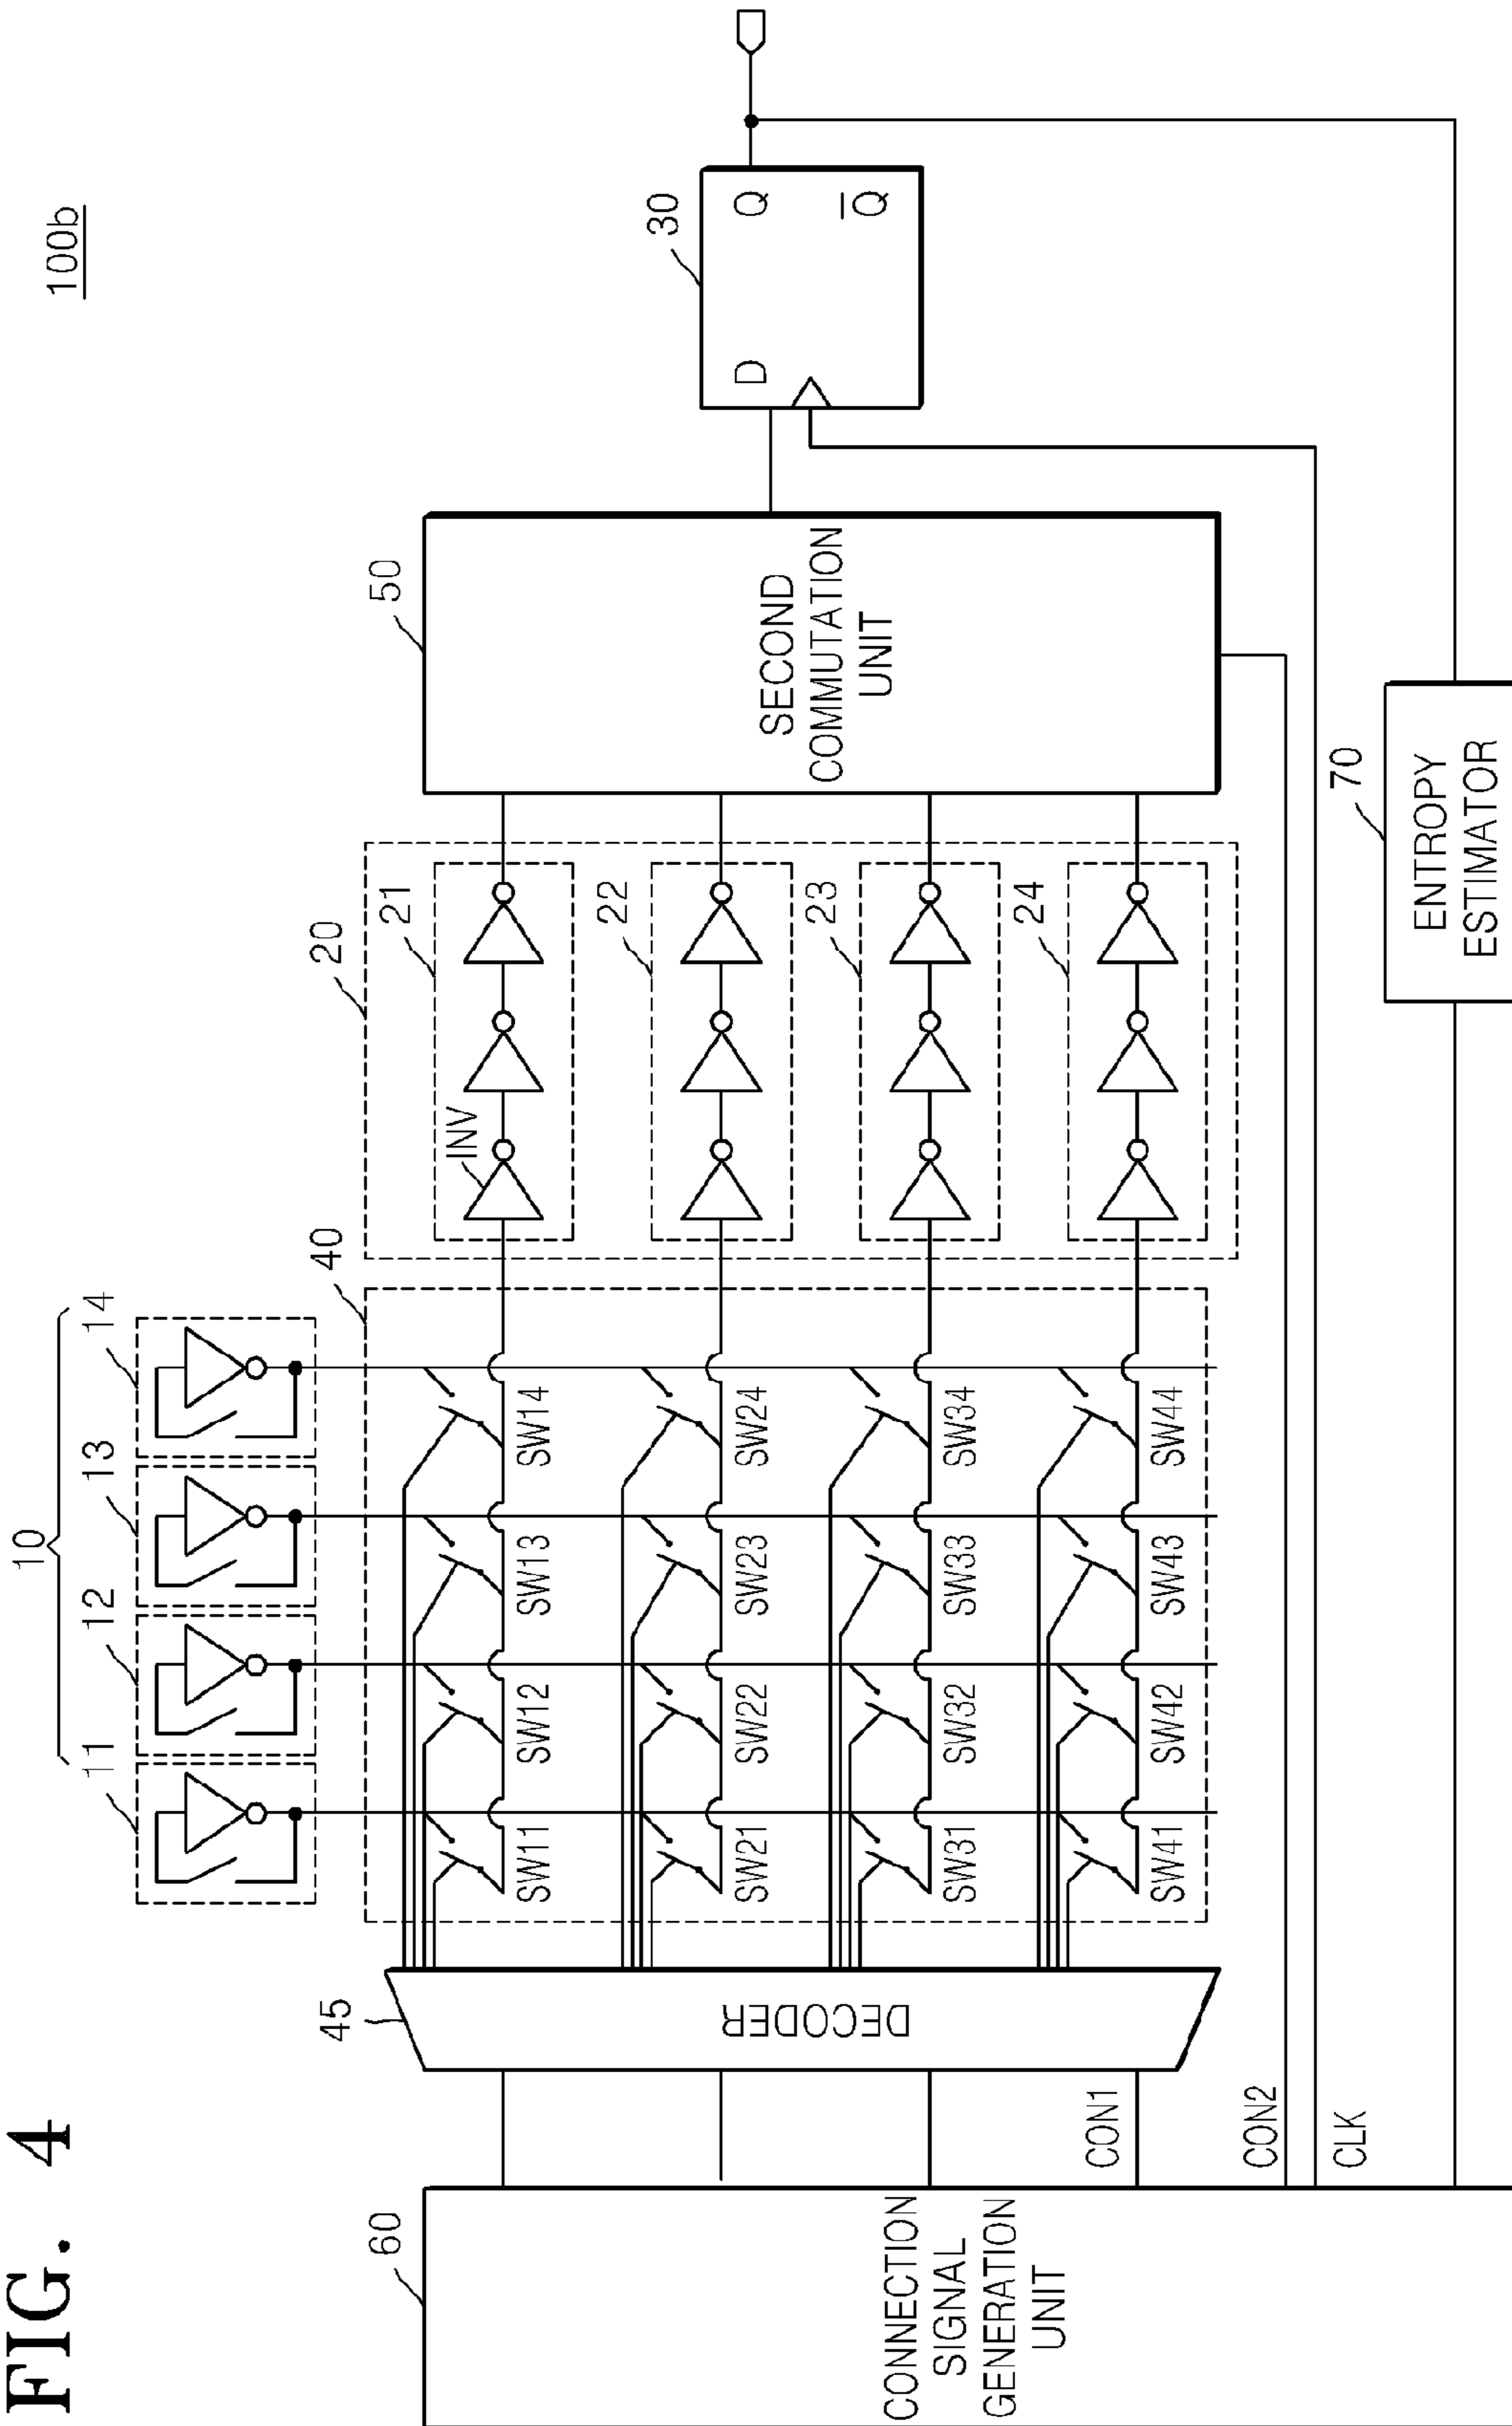 FIG. 4
100b
10
11
12
13
14
60
45
40
20
50
30
21
22
23
24
70
INV
SW11
SW12
SW13
SW14
SW21
SW22
SW23
SW24
SW31
SW32
SW33
SW34
SW41
SW42
SW43
SW44
CONNECTION
SIGNAL
GENERATION
UNIT
DECODER
SECOND
COMMUTATION
UNIT
D
Q
Q̅
CON1
CON2
CLK
ENTROPY
ESTIMATOR